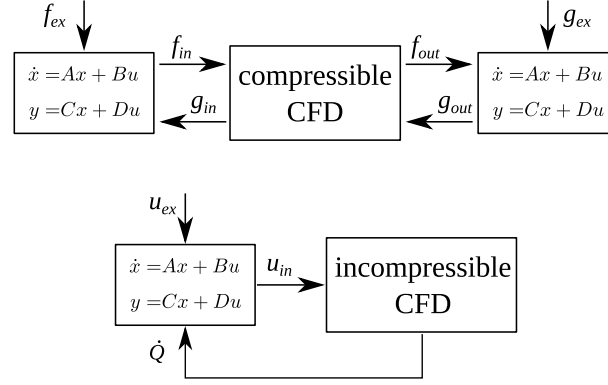 f_ex
g_ex
ẋ =Ax + Bu
y =Cx + Du
f_in
g_in
compressible
CFD
f_out
g_out
ẋ =Ax + Bu
y =Cx + Du
u_ex
ẋ =Ax + Bu
y =Cx + Du
u_in
incompressible
CFD
Q̇